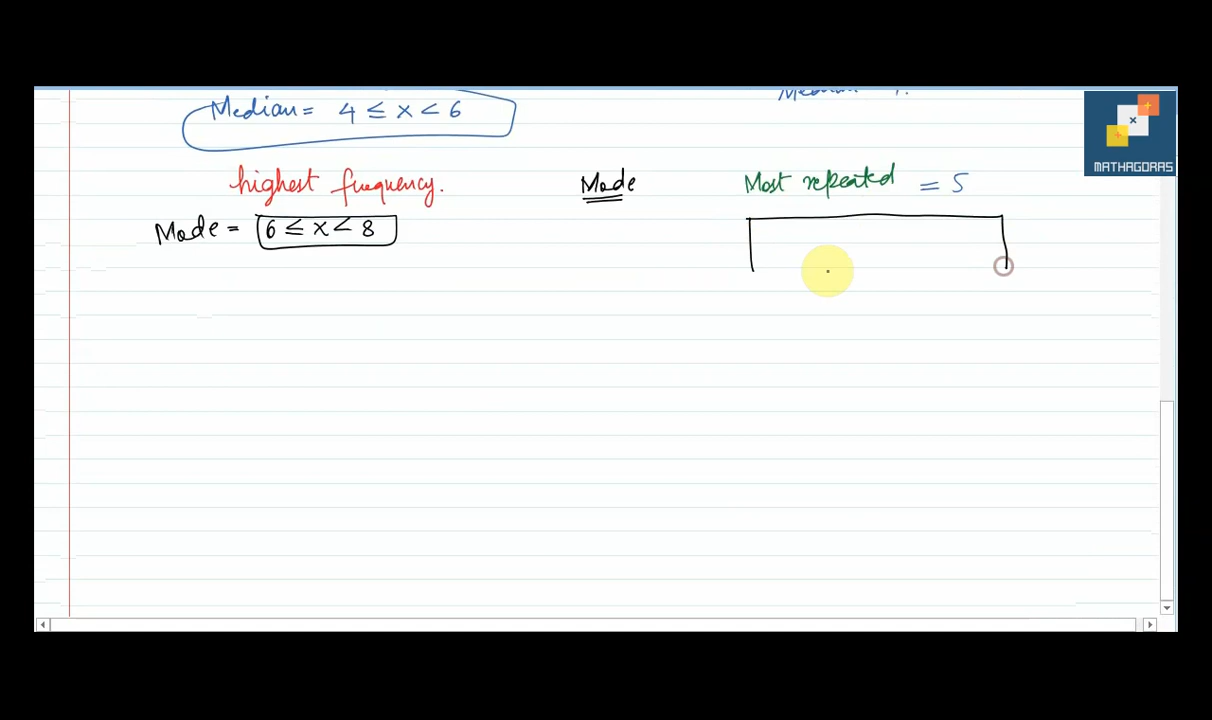 Median = 4 ≤ x < 6
highest frequency.
Mode
Most repeated = 5
Mode = 6 ≤ x < 8
MATHAGORAS